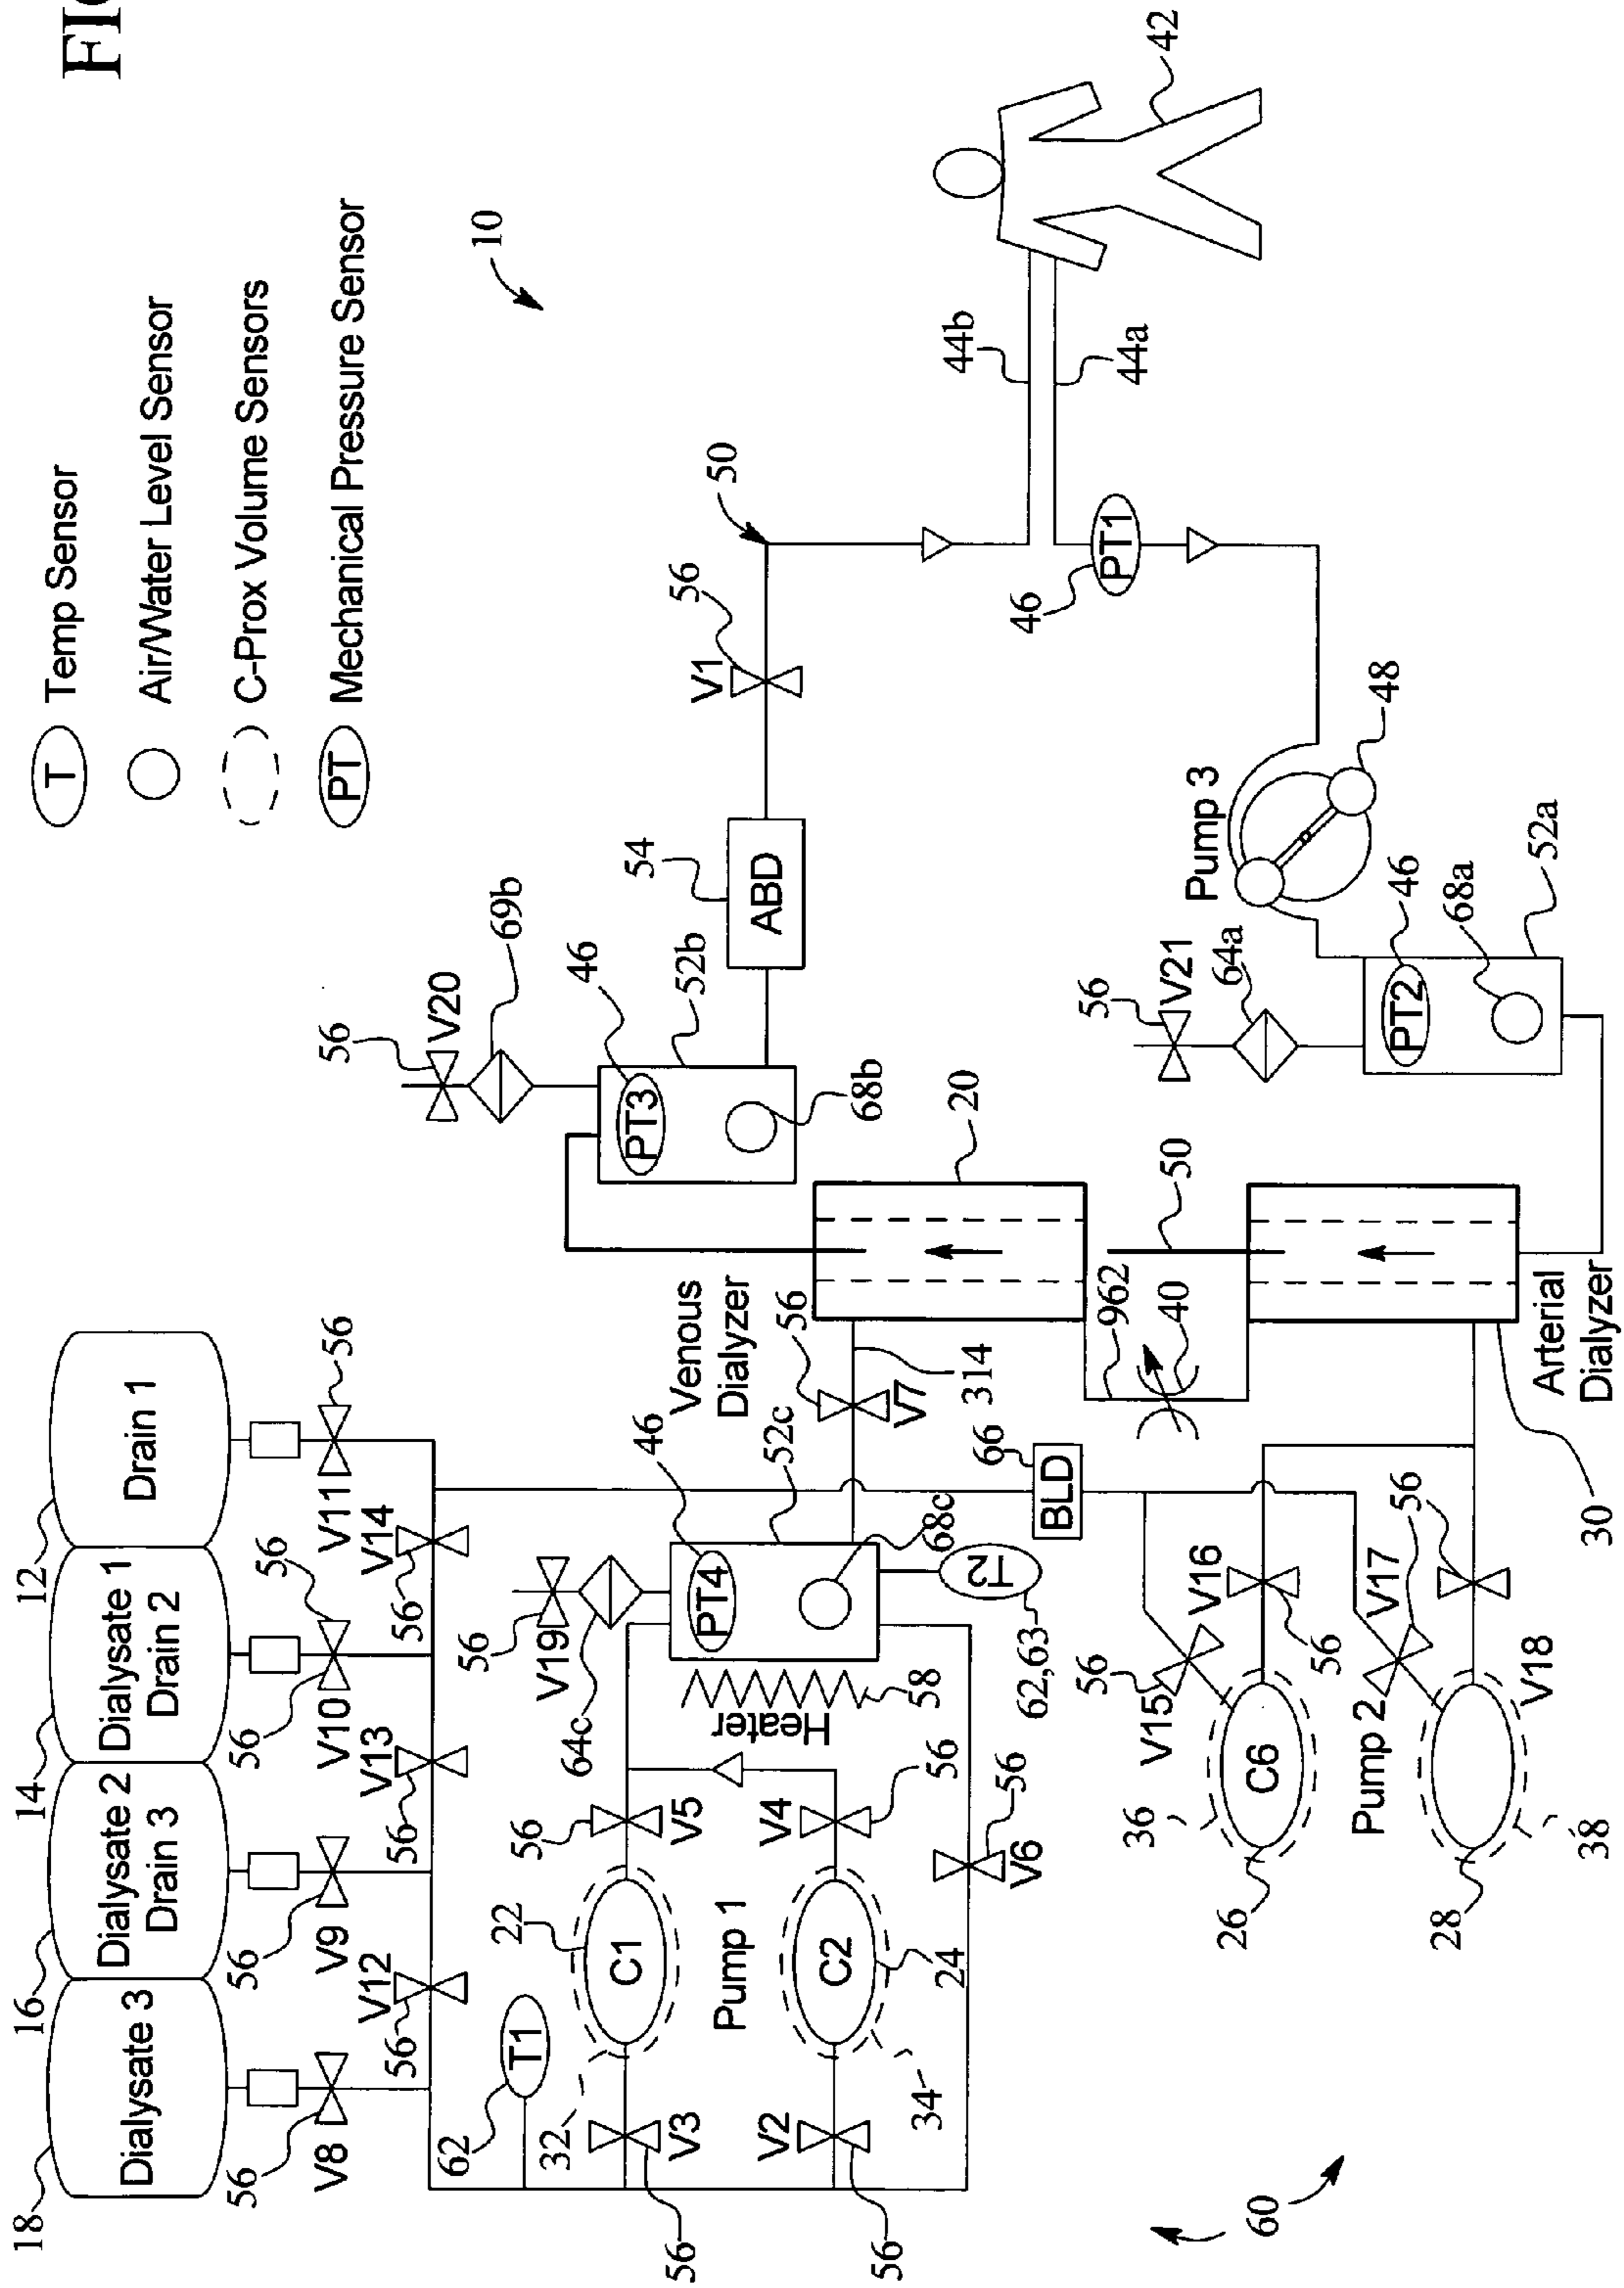 18
16
14
12
Dialysate 3
Dialysate 2
Drain 3
Dialysate 1
Drain 2
Drain 1
T Temp Sensor
Air/Water Level Sensor
C-Prox Volume Sensors
PT Mechanical Pressure Sensor
56
V8
56
V9
56
V10
56
V11
56
V12
56
V13
56
V14
56
62
T1
10
32
22
C1
56
V3
56
V5
Pump 1
C2
V2
56
V4
56
34
24
V6
56
56
V19
64c
Heater
58
46
PT4
52c
68c
T2
62,63
Venous
Dialyzer
56
V7
314
66
BLD
56
V20
69b
46
PT3
52b
68b
54
ABD
V1
56
50
20
50
962
40
44b
44a
42
46
PT1
Pump 3
48
56
V21
64a
46
PT2
68a
52a
36
56
V15
V16
56
C6
26
Pump 2
V17
56
V18
28
38
30
Arterial
Dialyzer
60